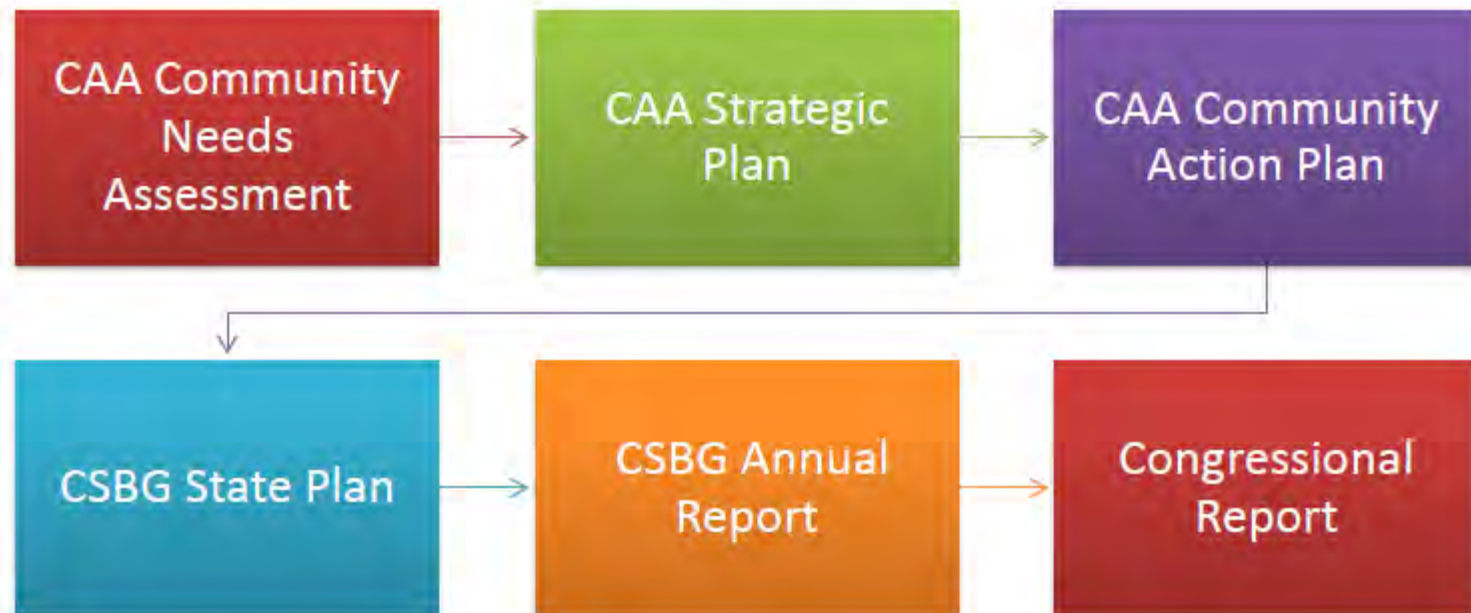 CAA Community
Needs
Assessment
CAA Strategic
Plan
CAA Community
Action Plan
CSBG State Plan
CSBG Annual
Report
Congressional
Report